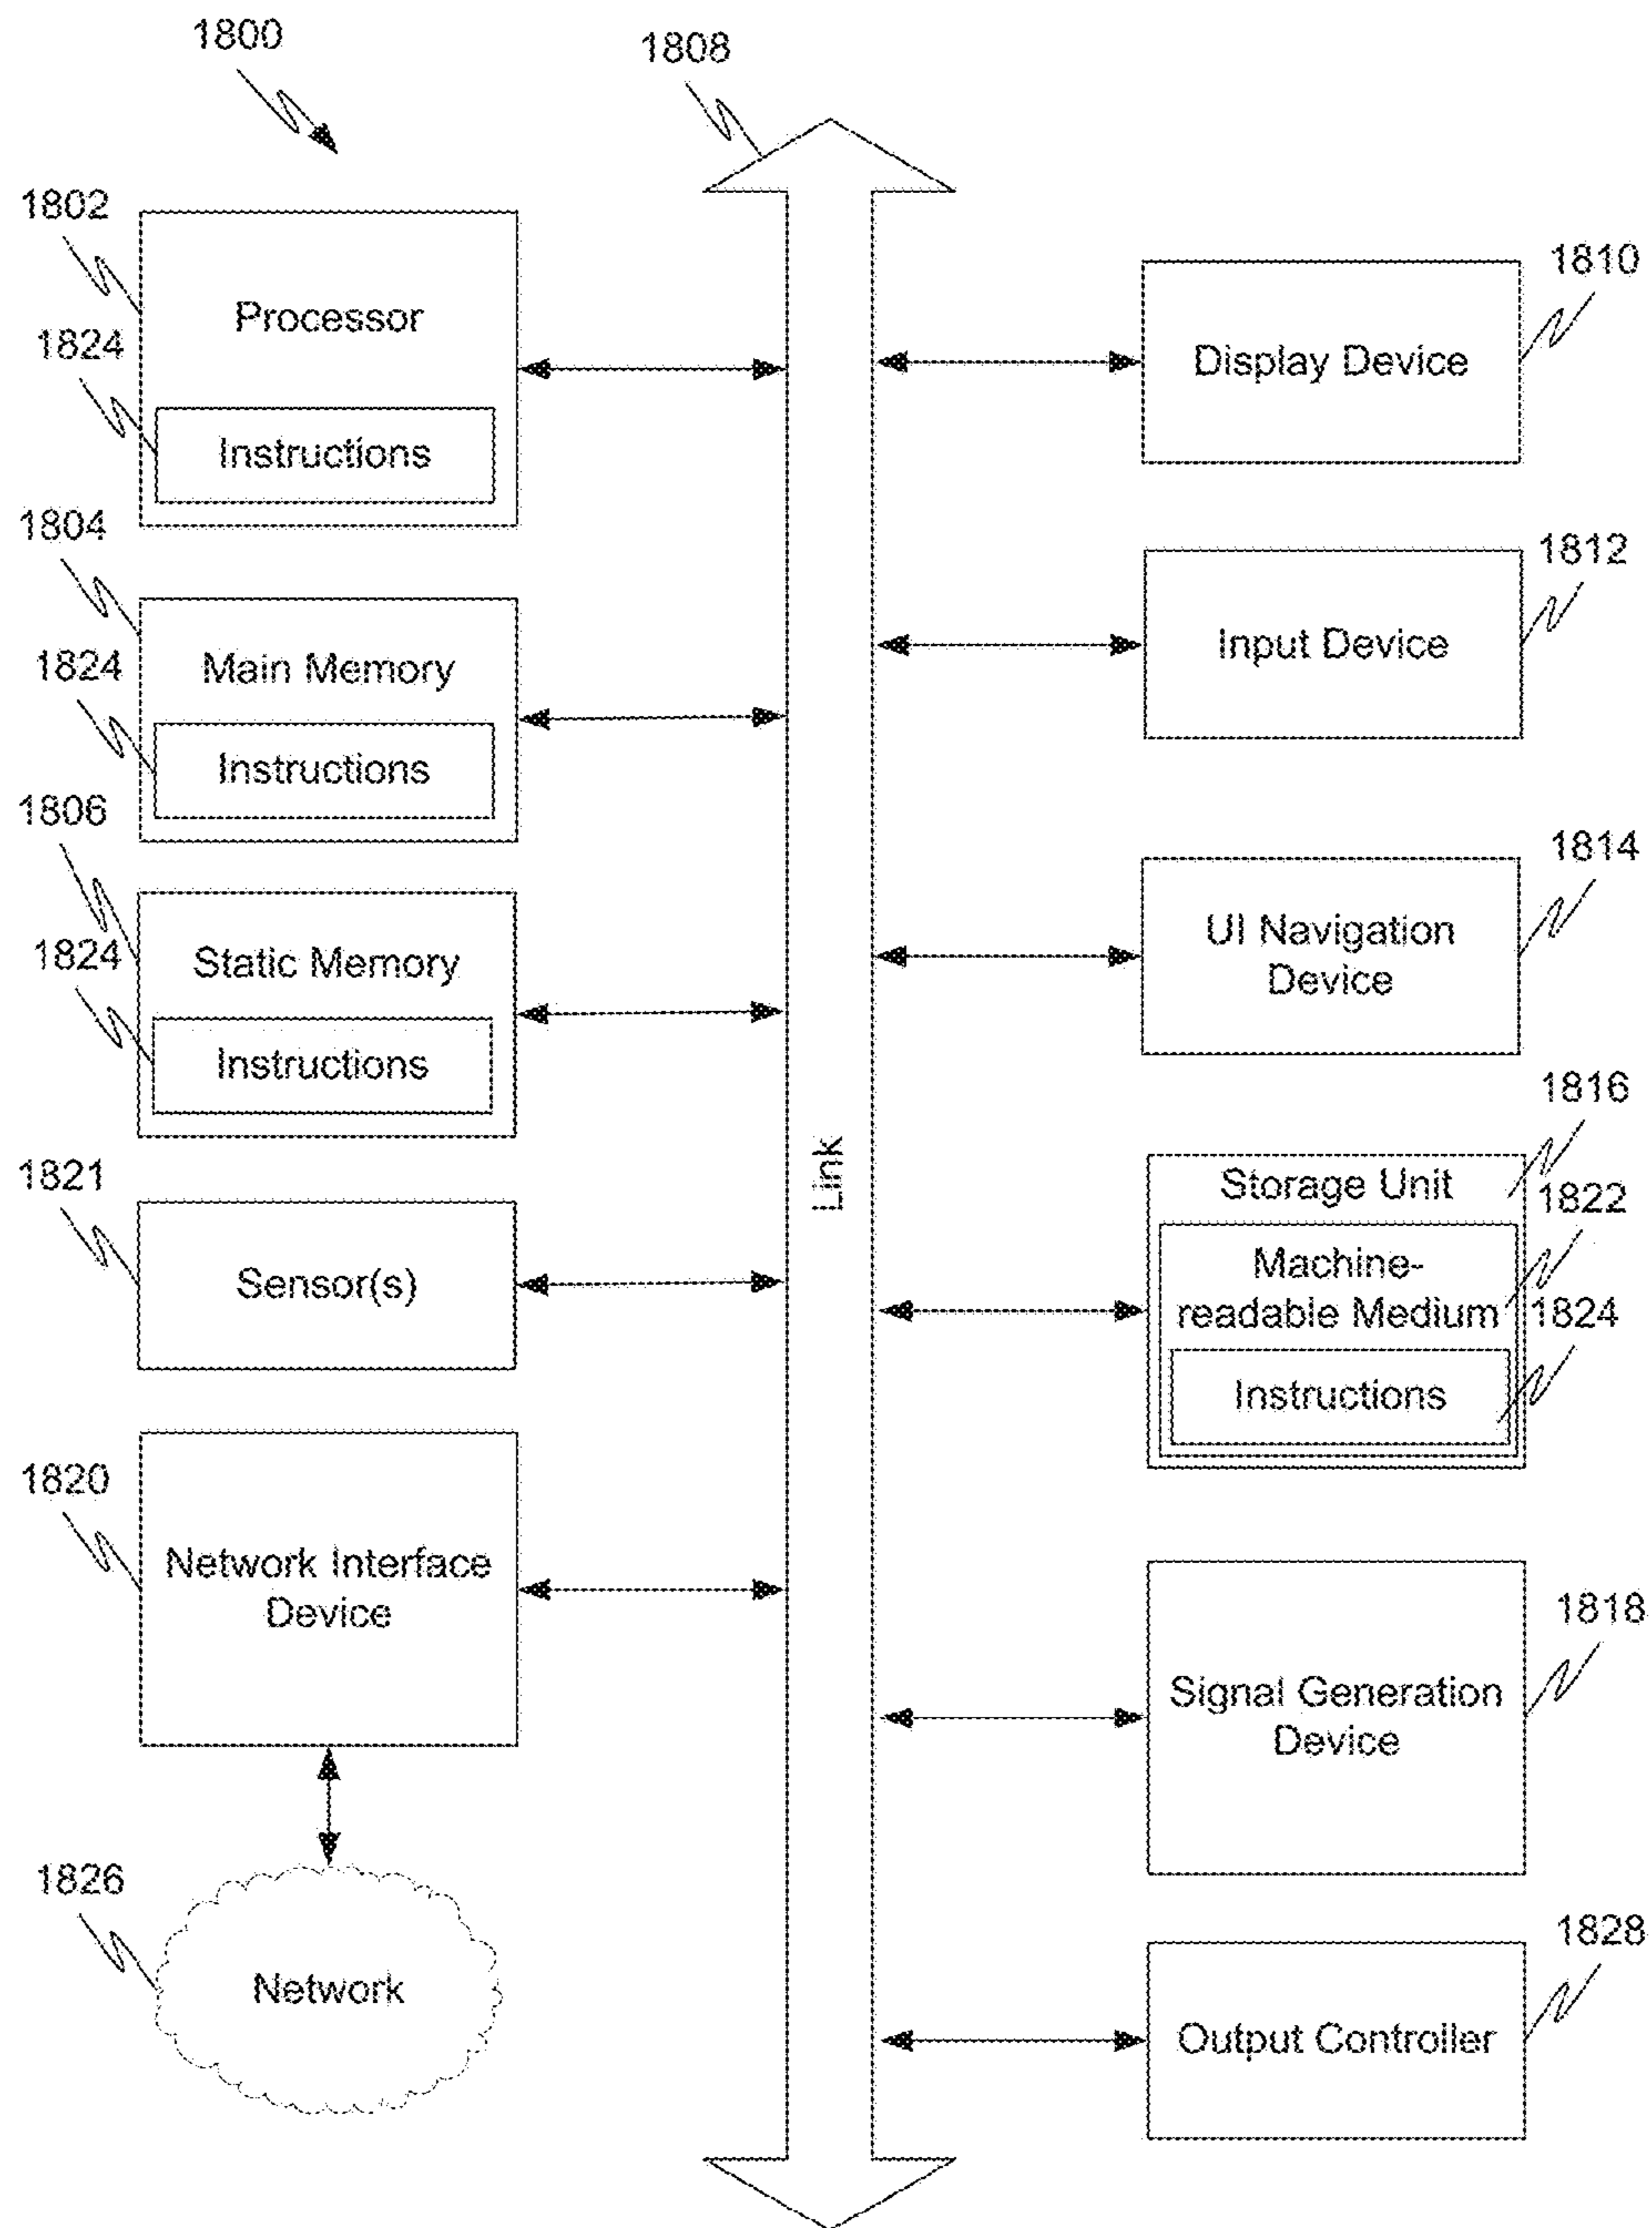 1800
1808
1802
Processor
1824
Instructions
1804
Main Memory
1824
Instructions
1806
Static Memory
1824
Instructions
1821
Sensor(s)
1820
Network Interface
Device
1826
Network
Link
1810
Display Device
1812
Input Device
1814
UI Navigation
Device
1816
Storage Unit
1822
Machine-
readable Medium
1824
Instructions
1818
Signal Generation
Device
1828
Output Controller